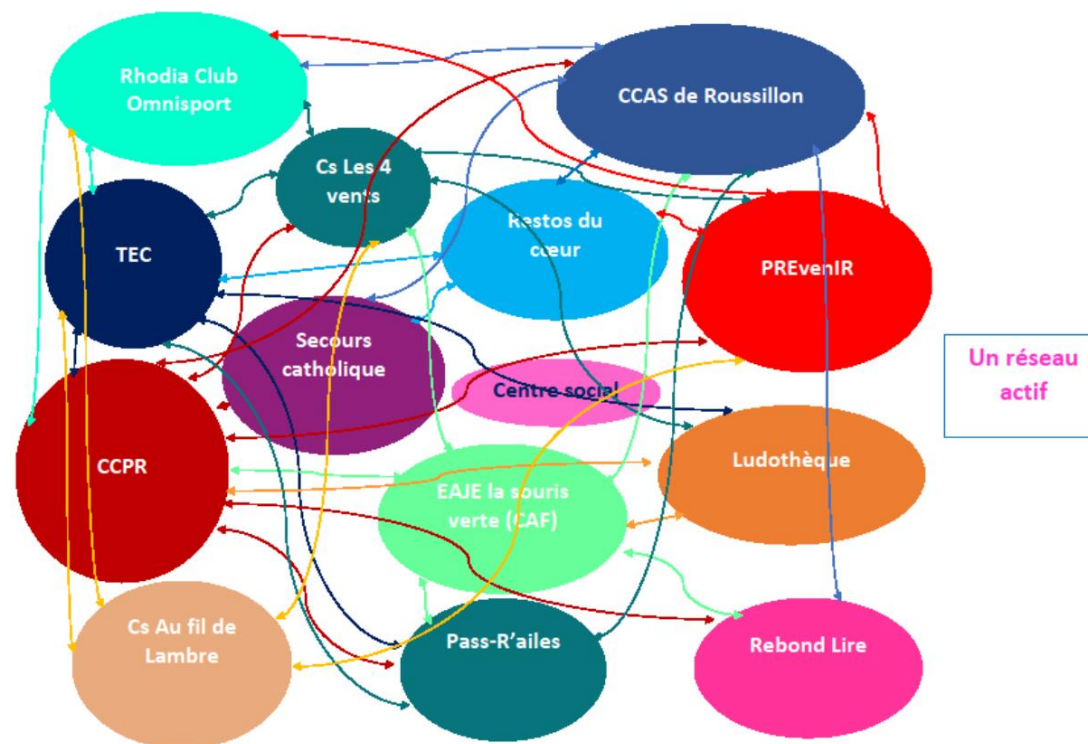 Rhodia Club
Omnisport
CCAS de Roussillon
Cs Les 4
vents
Restos du
cœur
TEC
PREvenIR
Secours
catholique
Un réseau
actif
Centre social
CCPR
Ludothèque
EAJE la souris
verte (CAF)
Cs Au fil de
Lambre
Pass-R’ailes
Rebond Lire